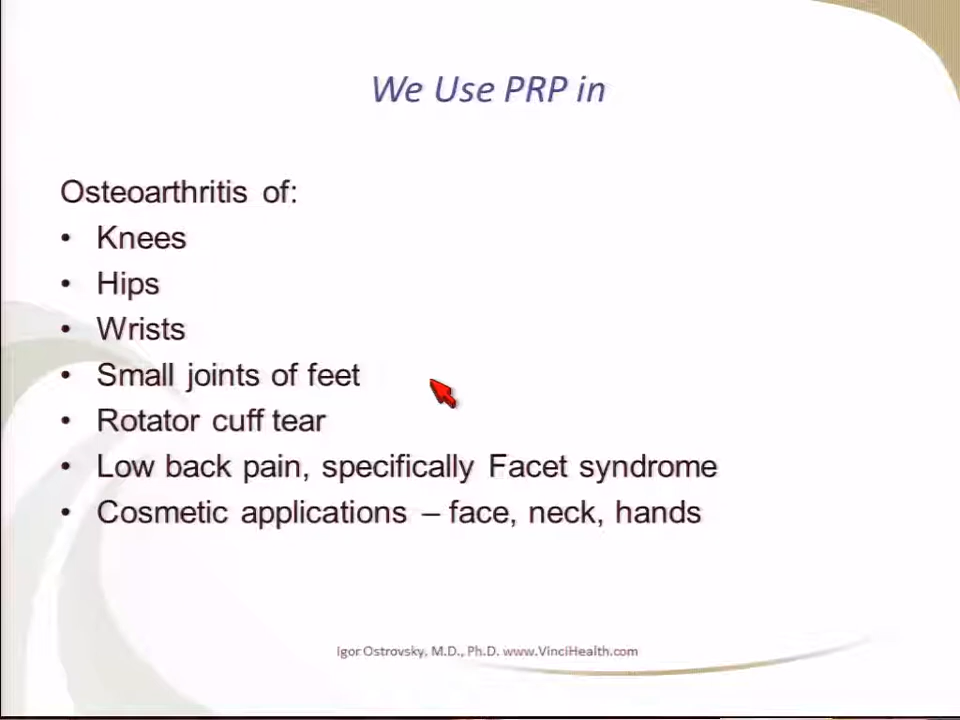 We Use PRP in
Osteoarthritis of:
• Knees
• Hips
• Wrists
• Small joints of feet
• Rotator cuff tear
• Low back pain, specifically Facet syndrome
• Cosmetic applications – face, neck, hands
Igor Ostrovsky, M.D., Ph.D. www.VinciHealth.com